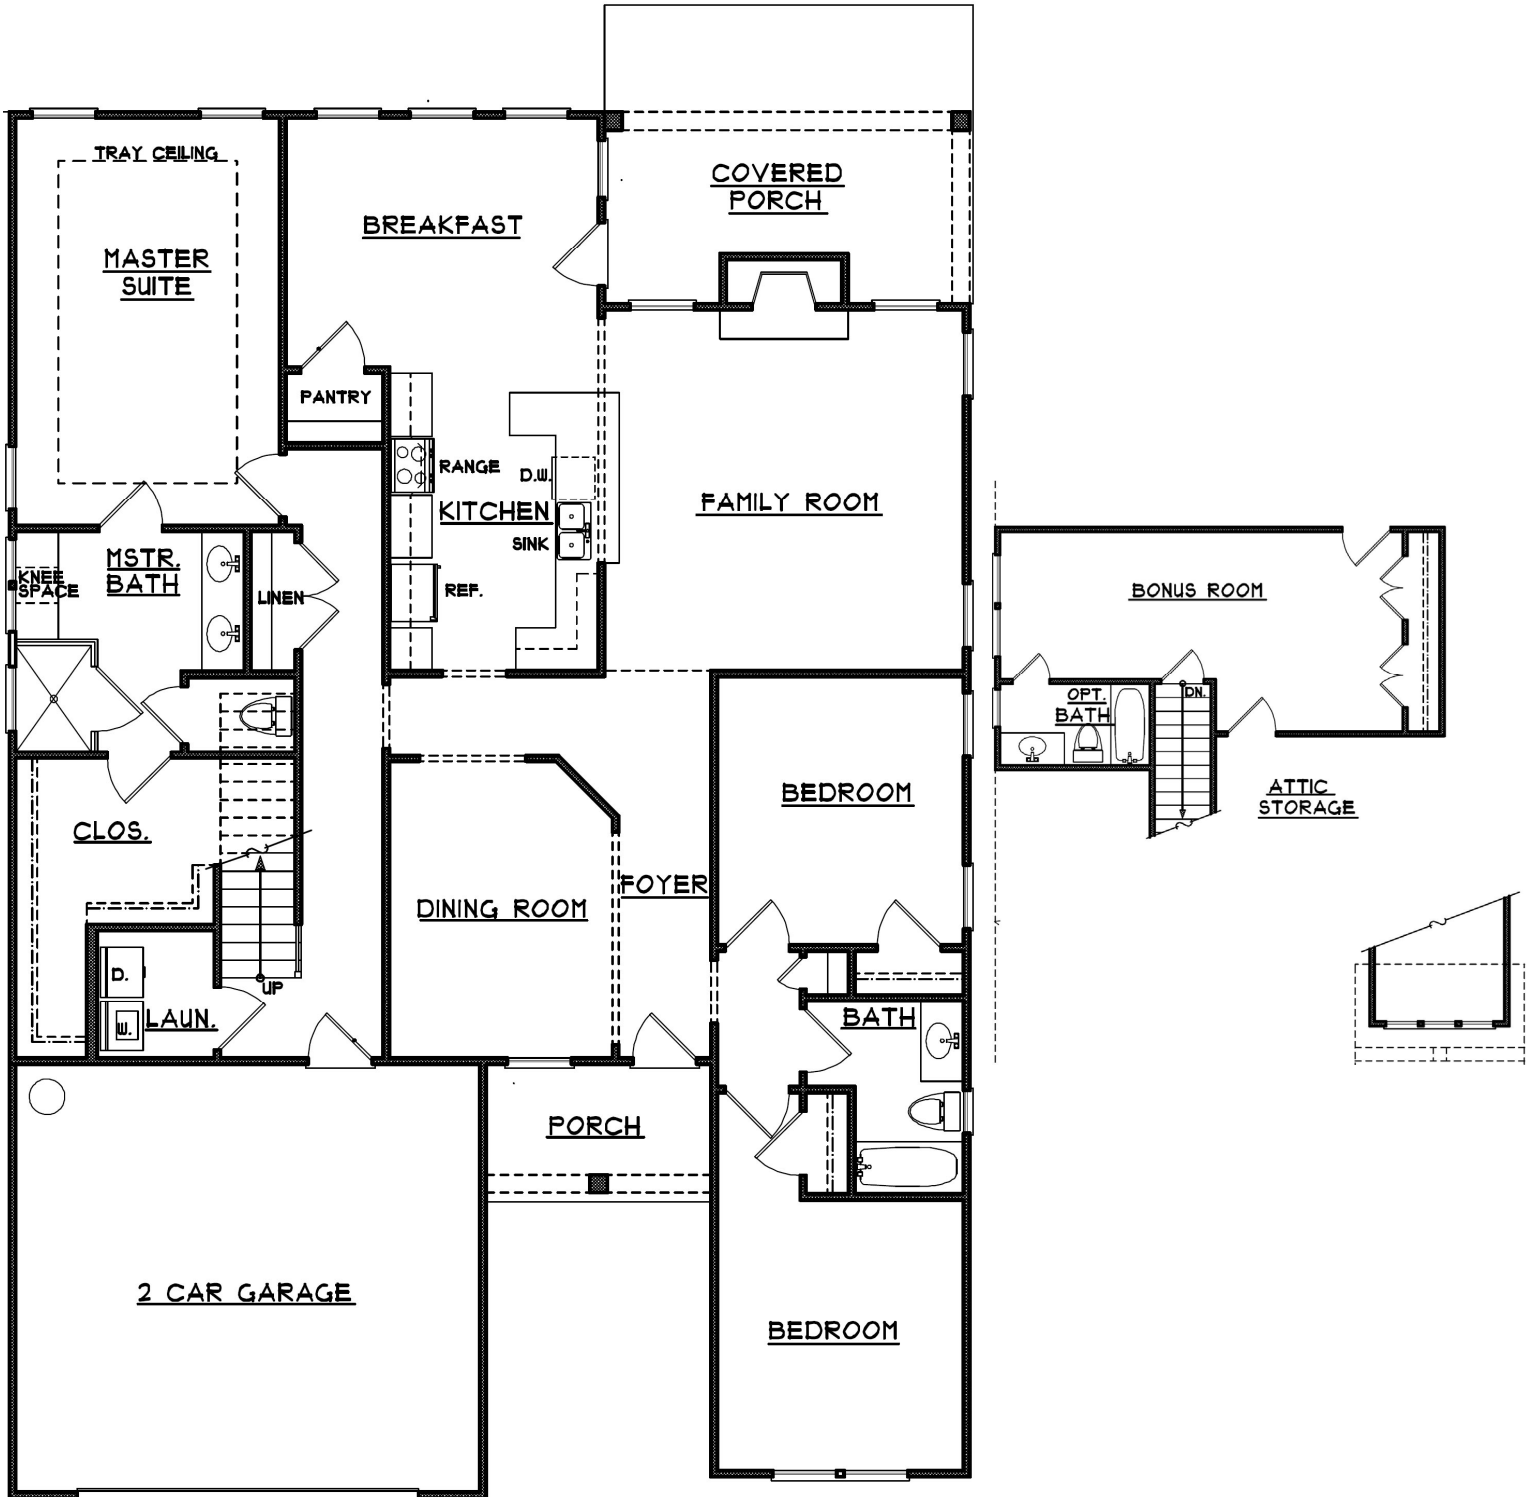 TRAY CEILING
MASTER
SUITE
BREAKFAST
COVERED
PORCH
PANTRY
RANGE
D.W.
KITCHEN
SINK
REF.
FAMILY ROOM
MSTR.
BATH
KNEE
SPACE
LINEN
CLOS.
DINING ROOM
FOYER
BEDROOM
UP
D.
W.
LAUN.
BATH
PORCH
2 CAR GARAGE
BEDROOM
BONUS ROOM
OPT.
BATH
DN.
ATTIC
STORAGE